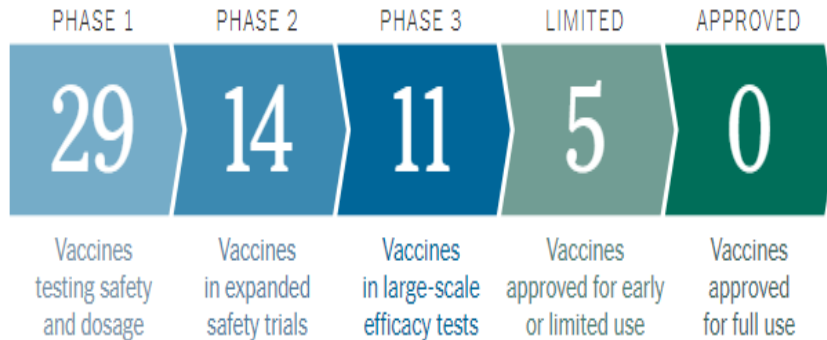 PHASE 1 PHASE 2 PHASE 3 LIMITED APPROVED
29 14 11 5 0
Vaccines Vaccines Vaccines Vaccines Vaccines
testing safety in expanded in large-scale approved for early approved
and dosage safety trials efficacy tests or limited use for full use